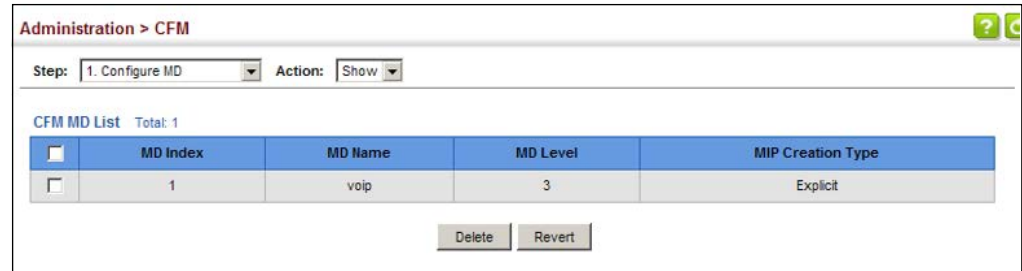 Administration > CFM
?
Step: 1. Configure MD Action: Show
CFM MD List Total: 1
MD Index MD Name MD Level MIP Creation Type
1 voip 3 Explicit
Delete Revert